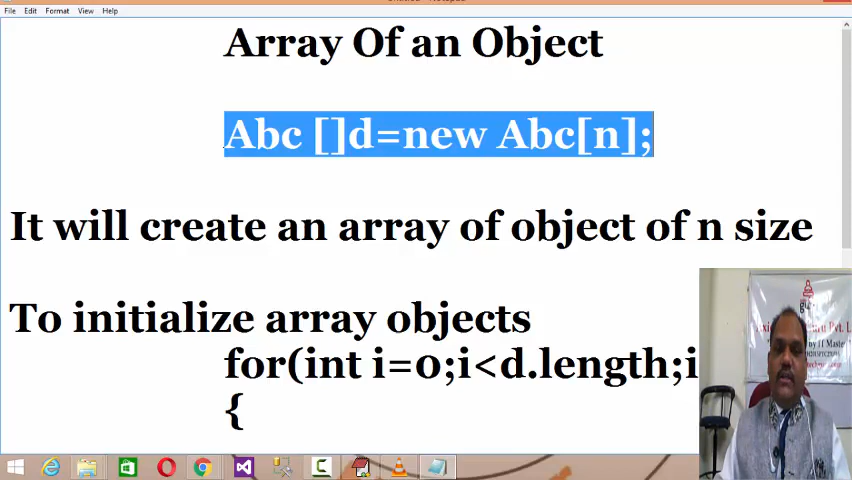 File Edit Format View Help
Array Of an Object
Abc []d=new Abc[n];
It will create an array of object of n size
To initialize array objects
for(int i=0;i<d.length;i
{